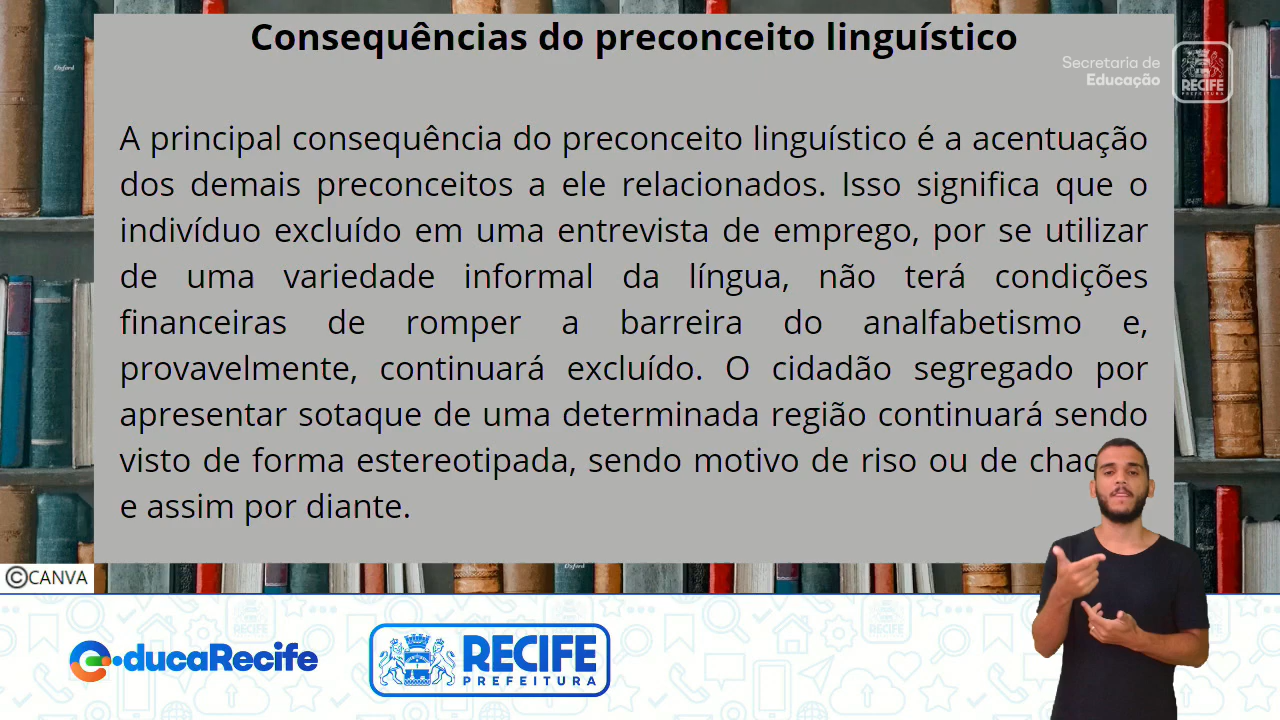 Consequências do preconceito linguístico
Secretaria de
Educação
RECIFE
PREFEITURA
A principal consequência do preconceito linguístico é a acentuação
dos demais preconceitos a ele relacionados. Isso significa que o
indivíduo excluído em uma entrevista de emprego, por se utilizar
de uma variedade informal da língua, não terá condições
financeiras de romper a barreira do analfabetismo e,
provavelmente, continuará excluído. O cidadão segregado por
apresentar sotaque de uma determinada região continuará sendo
visto de forma estereotipada, sendo motivo de riso ou de
e assim por diante.
©CANVA
EducaRecife
RECIFE
PREFEITURA